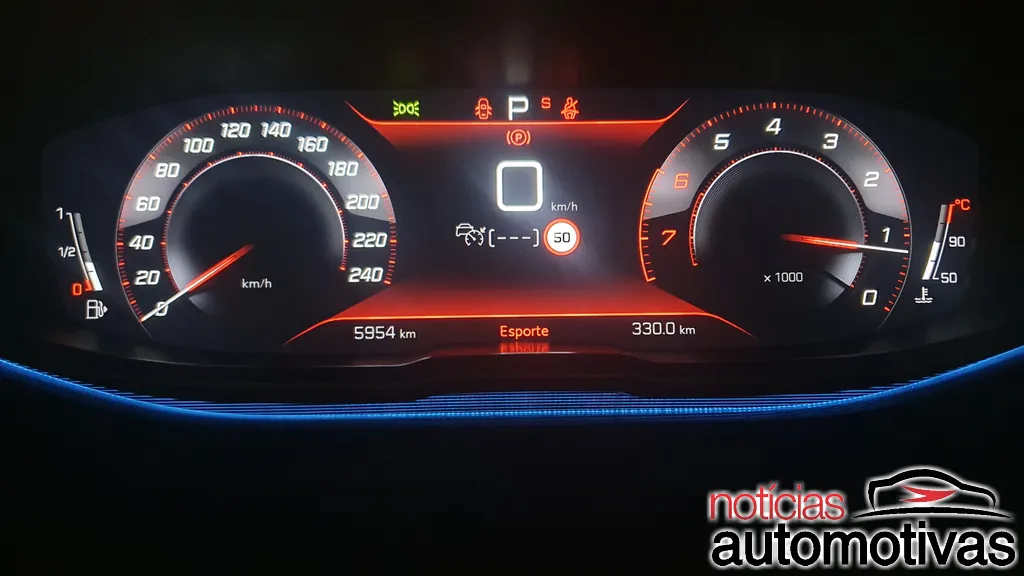 P S
(P)
0
km/h
[---] 50
1
1/2
0
0 20 40 60 80 100 120 140 160 180 200 220 240
km/h
7 6 5 4 3 2 1 0
x 1000
°C
90
50
5954 km
Esporte
330.0 km
notícias
automotivas